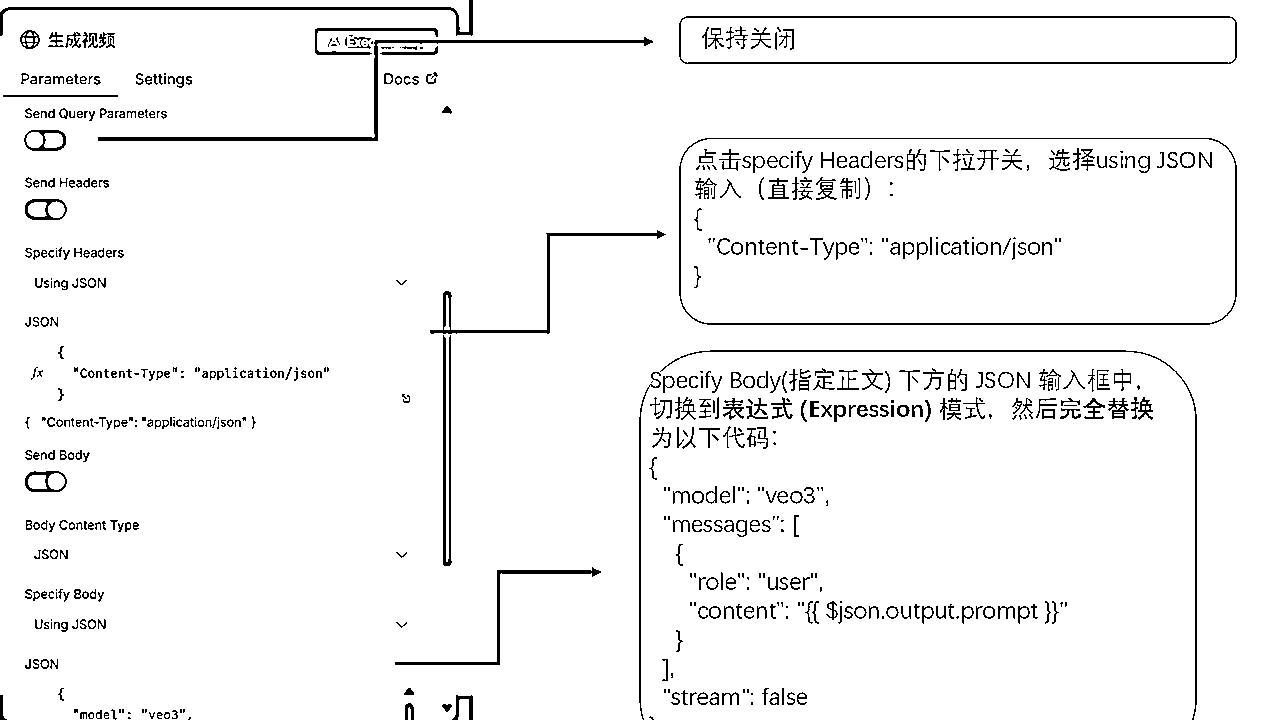 生成视频
Parameters
Settings
Docs
Send Query Parameters
Send Headers
Specify Headers
Using JSON
JSON
{
fx
"Content-Type": "application/json"
}
{ "Content-Type": "application/json" }
Send Body
Body Content Type
JSON
Specify Body
Using JSON
JSON
{
"model": "veo3",
保持关闭
点击specify Headers的下拉开关，选择using JSON
输入（直接复制）:
{
"Content-Type": "application/json"
}
Specify Body(指定正文) 下方的 JSON 输入框中，
切换到表达式 (Expression) 模式，然后完全替换
为以下代码：
{
"model": "veo3",
"messages": [
{
"role": "user",
"content": "{{ $json.output.prompt }}"
}
],
"stream": false